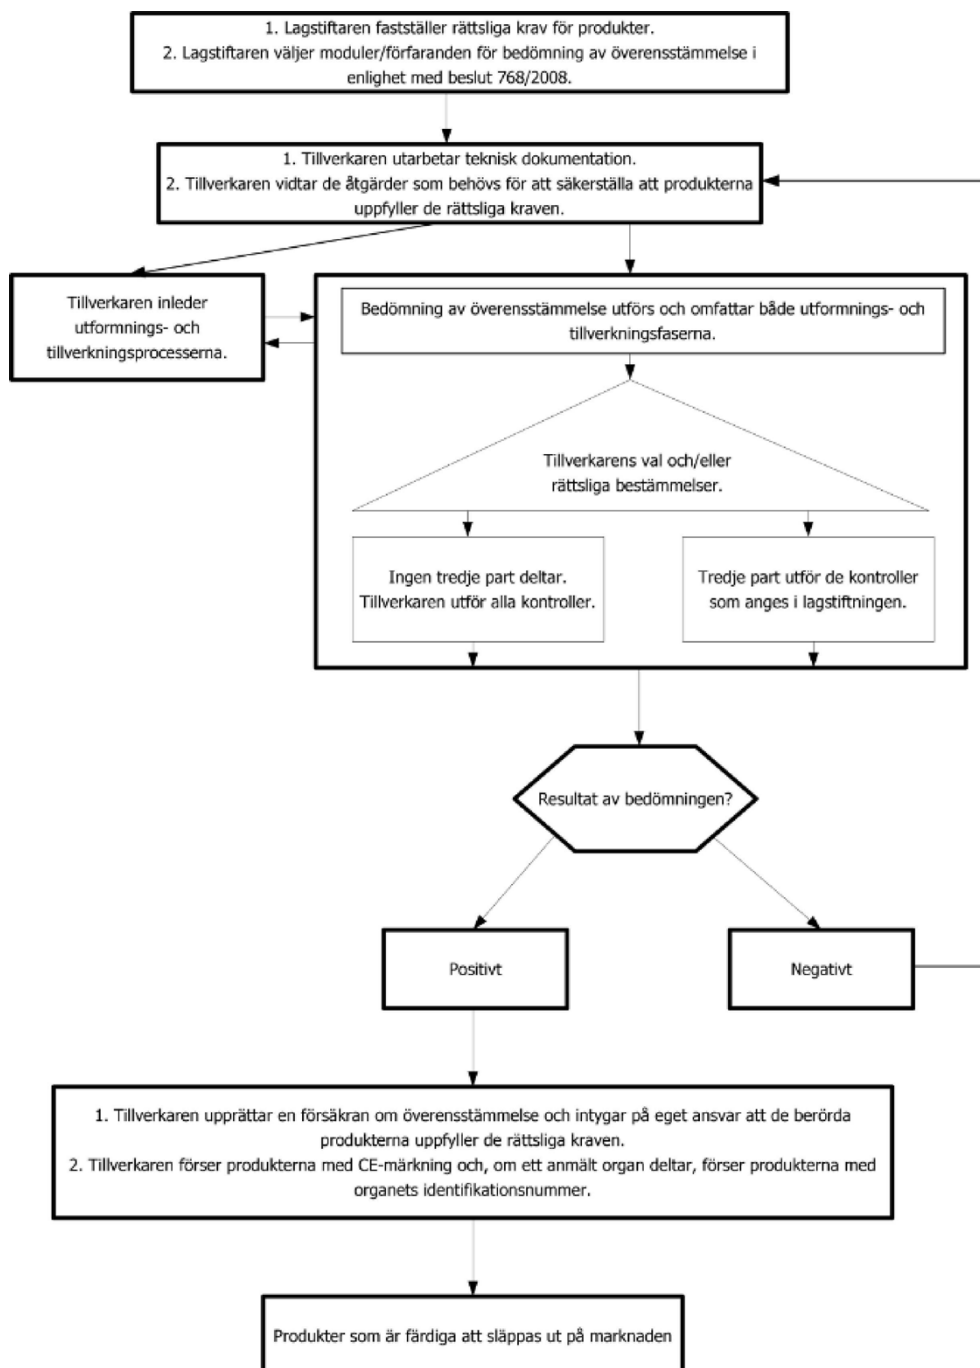 1. Lagstiftaren fastställer rättsliga krav för produkter.
2. Lagstiftaren väljer moduler/förfaranden för bedömning av överensstämmelse i
enlighet med beslut 768/2008.
1. Tillverkaren utarbetar teknisk dokumentation.
2. Tillverkaren vidtar de åtgärder som behövs för att säkerställa att produkterna
uppfyller de rättsliga kraven.
Tillverkaren inleder
utformnings- och
tillverkningsprocesserna.
Bedömning av överensstämmelse utförs och omfattar både utformnings- och
tillverkningsfaserna.
Tillverkarens val och/eller
rättsliga bestämmelser.
Ingen tredje part deltar.
Tillverkaren utför alla kontroller.
Tredje part utför de kontroller
som anges i lagstiftningen.
Resultat av bedömningen?
Positivt
Negativt
1. Tillverkaren upprättar en försäkran om överensstämmelse och intygar på eget ansvar att de berörda
produkterna uppfyller de rättsliga kraven.
2. Tillverkaren förser produkterna med CE-märkning och, om ett anmält organ deltar, förser produkterna med
organets identifikationsnummer.
Produkter som är färdiga att släppas ut på marknaden